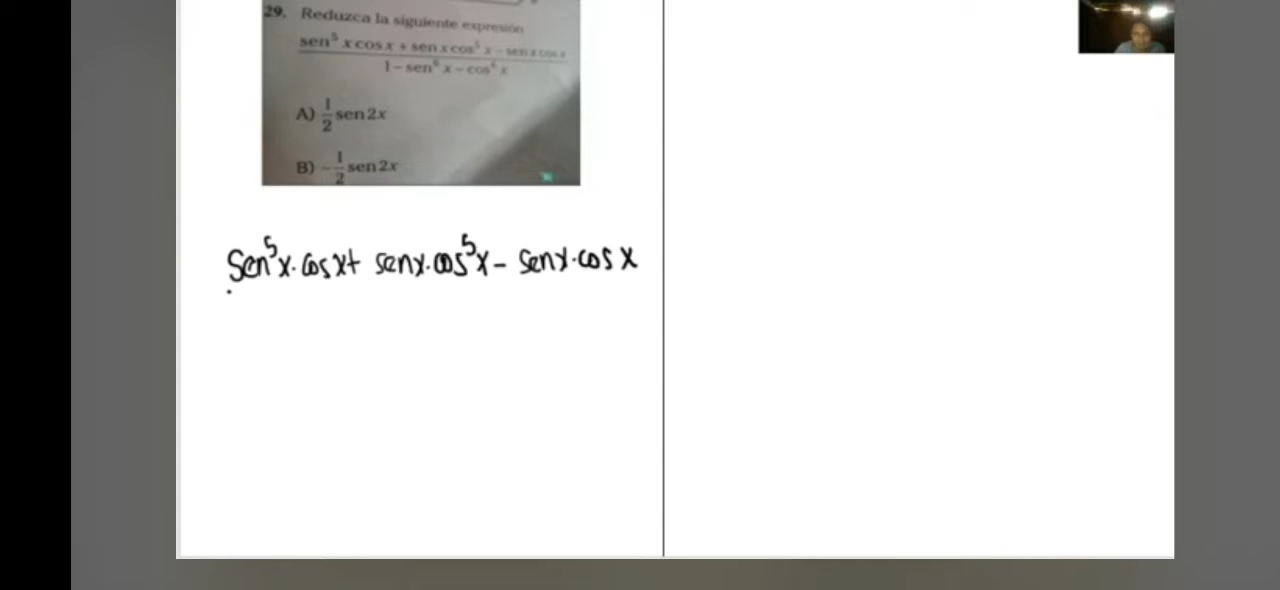 29. Reduzca la siguiente expresión
sen⁵ x cos x + sen x cos⁵ x − sen x cos x
1 − sen⁶ x − cos⁶ x
A) 1/2 sen 2x
B) − 1/2 sen 2x
Sen⁵x. cos x + senx. cos⁵x − senx. cos x